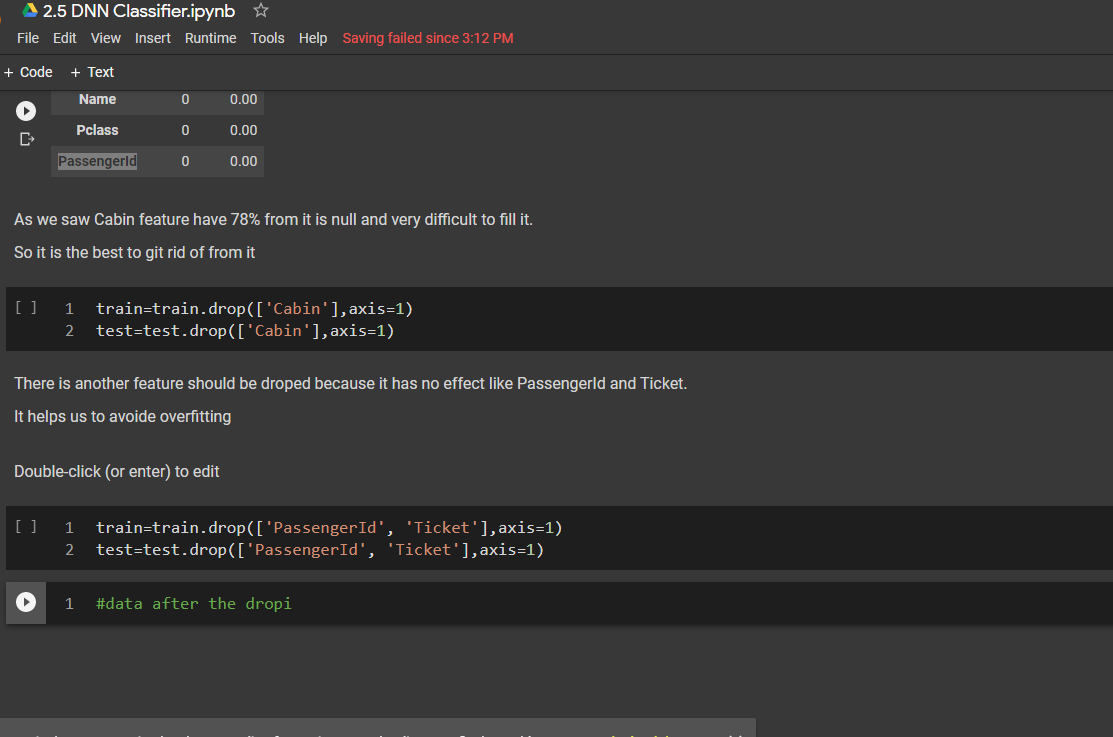 2.5 DNN Classifier.ipynb
File Edit View Insert Runtime Tools Help Saving failed since 3:12 PM
+ Code + Text
Name 0 0.00
Pclass 0 0.00
PassengerId 0 0.00
As we saw Cabin feature have 78% from it is null and very difficult to fill it.
So it is the best to git rid of from it
[ ] 1 train=train.drop(['Cabin'],axis=1)
2 test=test.drop(['Cabin'],axis=1)
There is another feature should be droped because it has no effect like PassengerId and Ticket.
It helps us to avoide overfitting
Double-click (or enter) to edit
[ ] 1 train=train.drop(['PassengerId', 'Ticket'],axis=1)
2 test=test.drop(['PassengerId', 'Ticket'],axis=1)
1 #data after the dropi